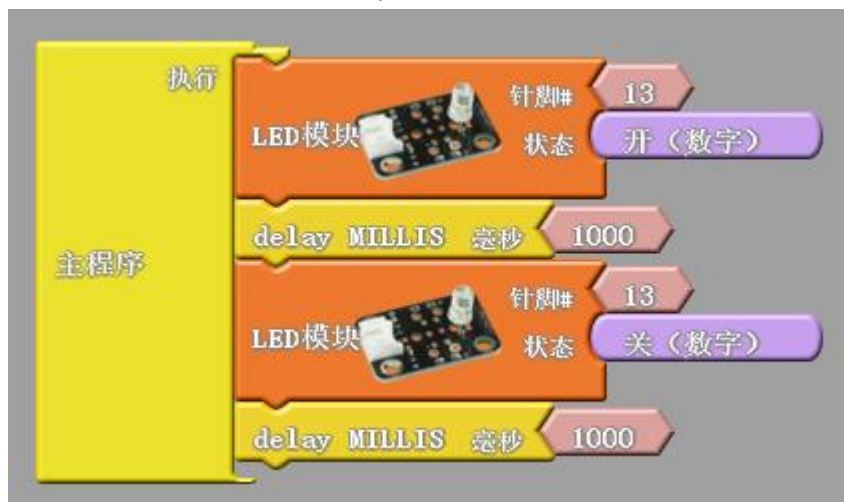 执行
针脚# 13
LED模块
状态 开（数字）
delay MILLIS 毫秒 1000
主程序
针脚# 13
LED模块
状态 关（数字）
delay MILLIS 毫秒 1000